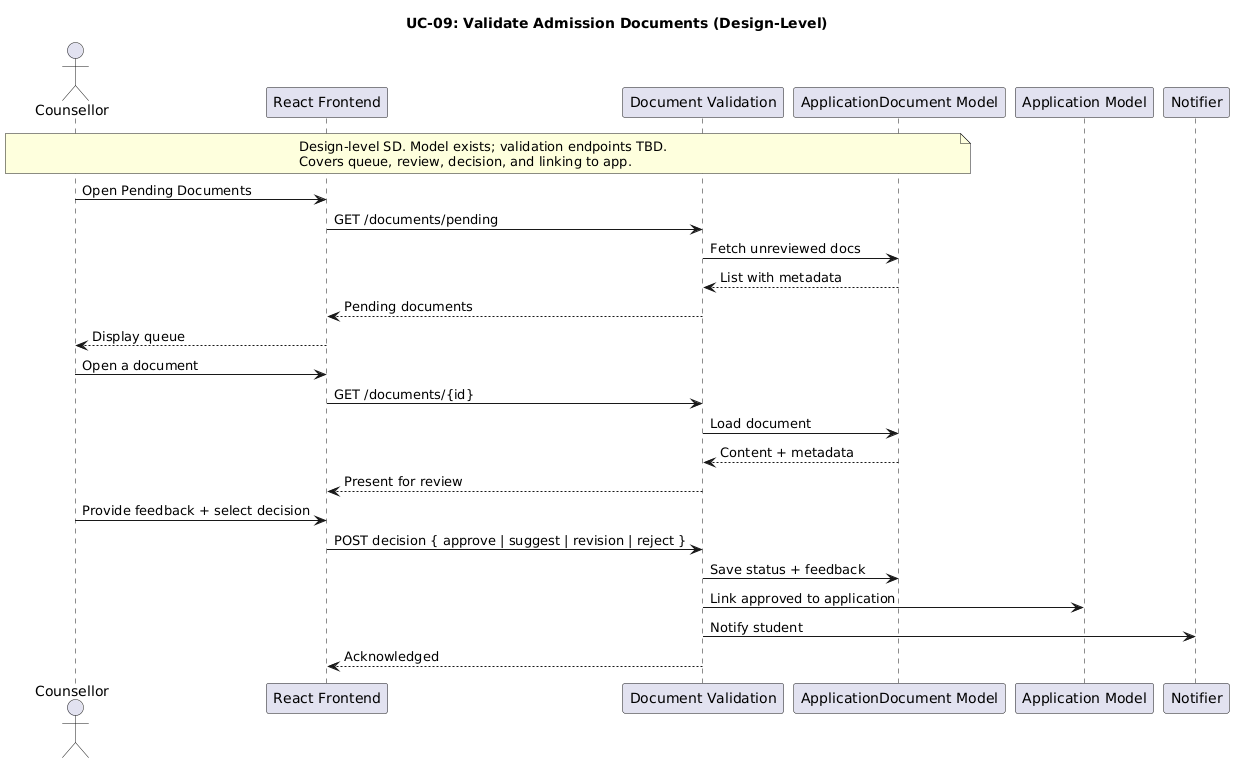 UC-09: Validate Admission Documents (Design-Level)
Counsellor
React Frontend
Document Validation
ApplicationDocument Model
Application Model
Notifier
Design-level SD. Model exists; validation endpoints TBD.
Covers queue, review, decision, and linking to app.
Open Pending Documents
GET /documents/pending
Fetch unreviewed docs
List with metadata
Pending documents
Display queue
Open a document
GET /documents/{id}
Load document
Content + metadata
Present for review
Provide feedback + select decision
POST decision { approve | suggest | revision | reject }
Save status + feedback
Link approved to application
Notify student
Acknowledged
Counsellor
React Frontend
Document Validation
ApplicationDocument Model
Application Model
Notifier